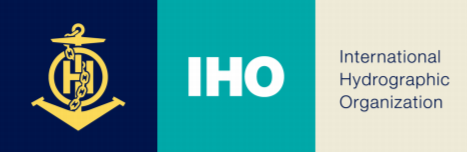 IHO
International
Hydrographic
Organization